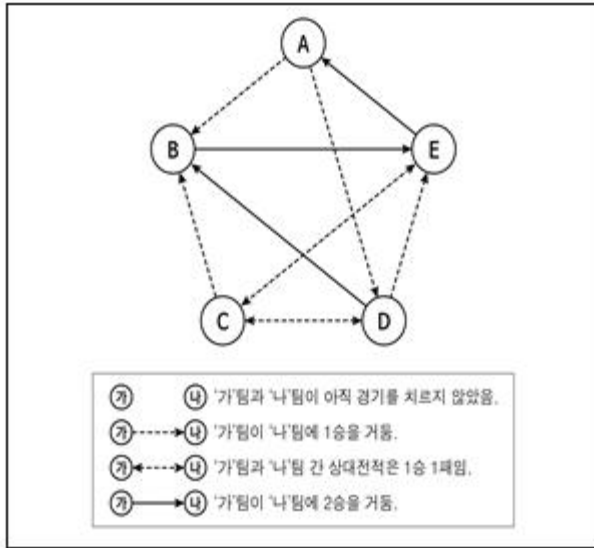 A
B
E
C
D
가 나 '가'팀과 '나'팀이 아직 경기를 치르지 않았음.
가 나 '가'팀이 '나'팀에 1승을 거둠.
가 나 '가'팀과 '나'팀 간 상대전적은 1승 1패임.
가 나 '가'팀이 '나'팀에 2승을 거둠.